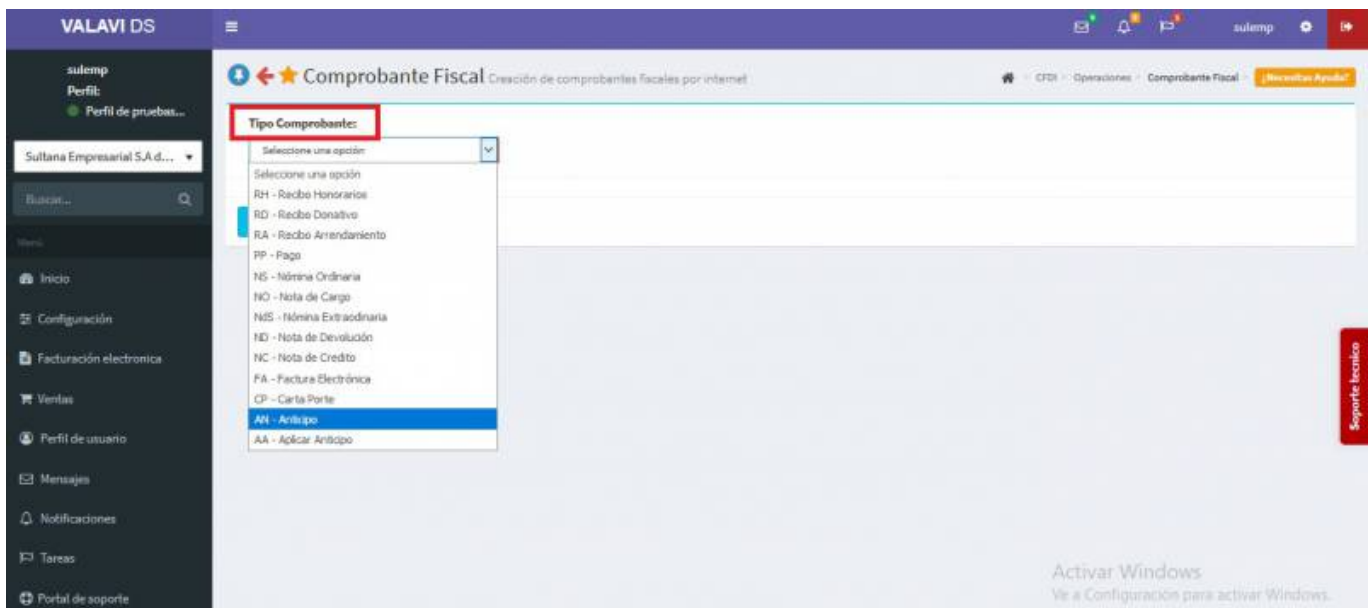 VALAVI DS
sulemp
sulemp
Perfil:
Perfil de pruebas...
Sultana Empresarial S.A d...
Buscar...
Menú
Inicio
Configuración
Facturación electronica
Ventas
Perfil de usuario
Mensajes
Notificaciones
Tareas
Portal de soporte
Comprobante Fiscal Creación de comprobantes fiscales por internet
CFDI - Operaciones - Comprobante Fiscal - ¿Necesitas Ayuda?
Tipo Comprobante:
Seleccione una opción
Seleccione una opción
RH - Recibo Honorarios
RD - Recibo Donativo
RA - Recibo Arrendamiento
PP - Pago
NS - Nómina Ordinaria
NO - Nota de Cargo
NdS - Nómina Extraodinaria
ND - Nota de Devolución
NC - Nota de Credito
FA - Factura Electrónica
CP - Carta Porte
AN - Anticipo
AA - Aplicar Anticipo
Soporte tecnico
Activar Windows
Ve a Configuración para activar Windows.